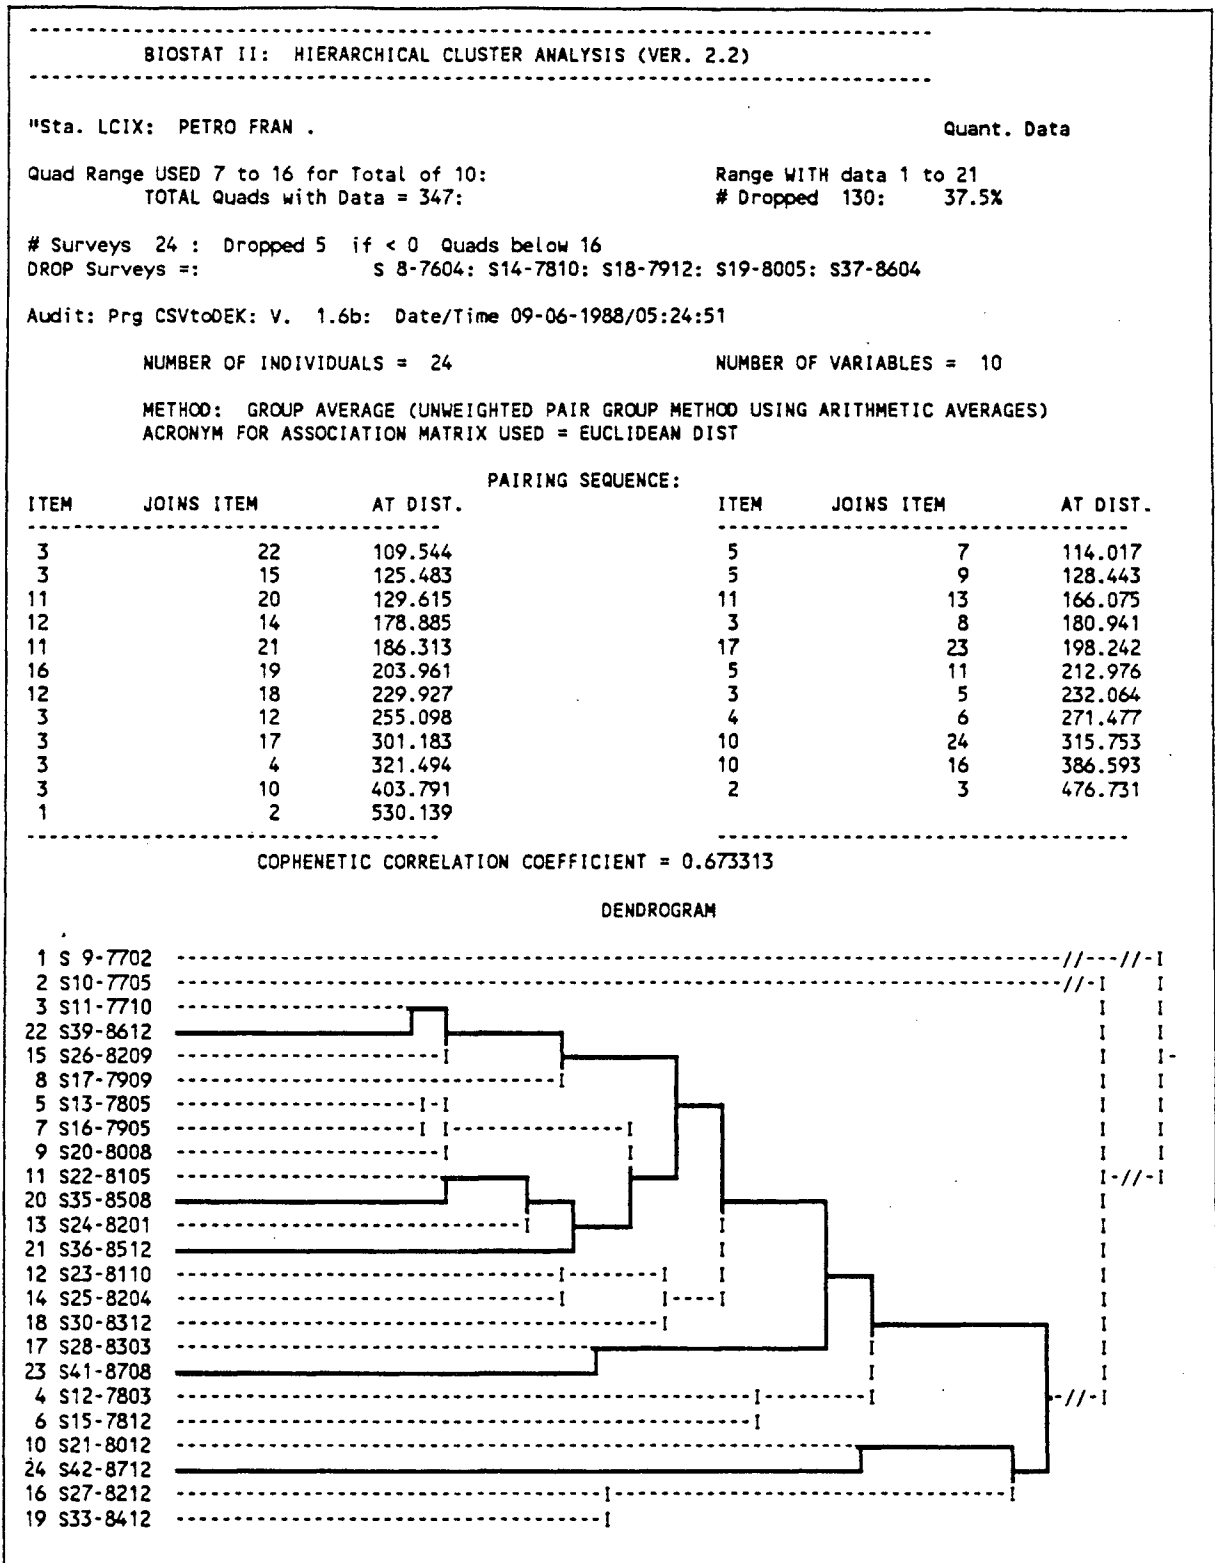 BIOSTAT II: HIERARCHICAL CLUSTER ANALYSIS (VER. 2.2)
"Sta. LCIX: PETRO FRAN . Quant. Data
Quad Range USED 7 to 16 for Total of 10: Range WITH data 1 to 21
TOTAL Quads with Data = 347: # Dropped 130: 37.5%
# Surveys 24 : Dropped 5 if < 0 Quads below 16
DROP Surveys =: S 8-7604: S14-7810: S18-7912: S19-8005: S37-8604
Audit: Prg CSVtoDEK: V. 1.6b: Date/Time 09-06-1988/05:24:51
NUMBER OF INDIVIDUALS = 24 NUMBER OF VARIABLES = 10
METHOD: GROUP AVERAGE (UNWEIGHTED PAIR GROUP METHOD USING ARITHMETIC AVERAGES)
ACRONYM FOR ASSOCIATION MATRIX USED = EUCLIDEAN DIST
PAIRING SEQUENCE:
ITEM JOINS ITEM AT DIST. ITEM JOINS ITEM AT DIST.
3 22 109.544 5 7 114.017
3 15 125.483 5 9 128.443
11 20 129.615 11 13 166.075
12 14 178.885 3 8 180.941
11 21 186.313 17 23 198.242
16 19 203.961 5 11 212.976
12 18 229.927 3 5 232.064
3 12 255.098 4 6 271.477
3 17 301.183 10 24 315.753
3 4 321.494 10 16 386.593
3 10 403.791 2 3 476.731
1 2 530.139
COPHENETIC CORRELATION COEFFICIENT = 0.673313
DENDROGRAM
1 S 9-7702
2 S10-7705
3 S11-7710
22 S39-8612
15 S26-8209
8 S17-7909
5 S13-7805
7 S16-7905
9 S20-8008
11 S22-8105
20 S35-8508
13 S24-8201
21 S36-8512
12 S23-8110
14 S25-8204
18 S30-8312
17 S28-8303
23 S41-8708
4 S12-7803
6 S15-7812
10 S21-8012
24 S42-8712
16 S27-8212
19 S33-8412